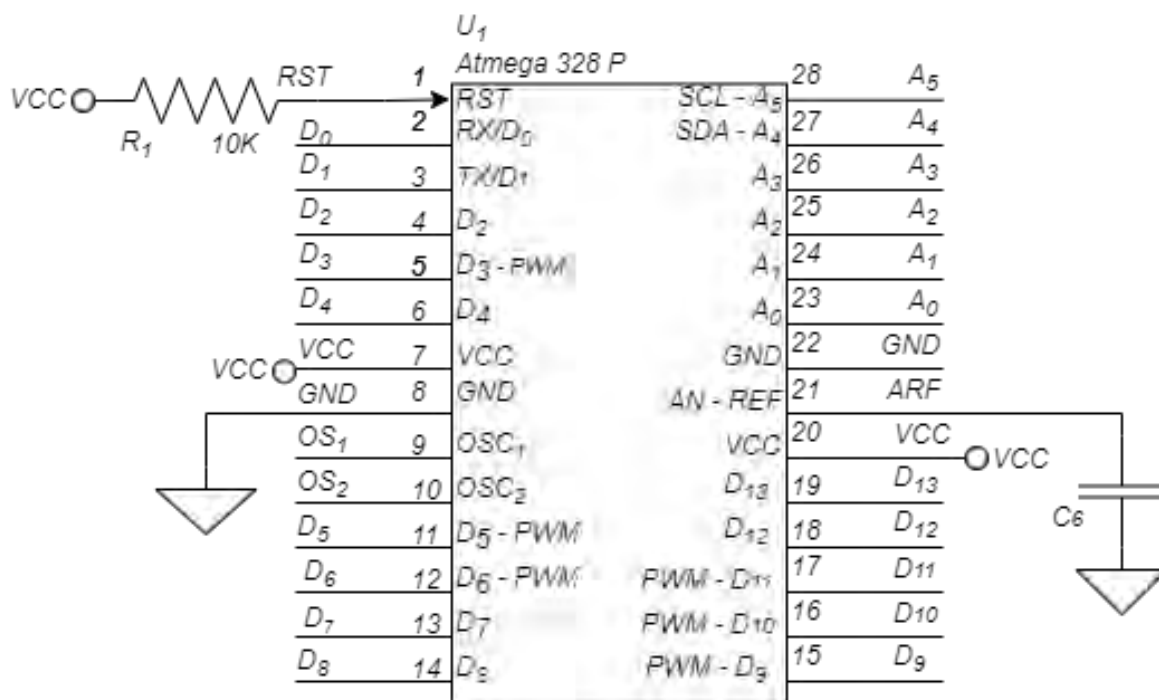 U1
Atmega 328 P
VCC R1 10K RST 1 RST
D0 2 RX/D0
D1 3 TX/D1
D2 4 D2
D3 5 D3 - PWM
D4 6 D4
VCC VCC 7 VCC
GND 8 GND
OS1 9 OSC1
OS2 10 OSC2
D5 11 D5 - PWM
D6 12 D6 - PWM
D7 13 D7
D8 14 D8
SCL - A5 28 A5
SDA - A4 27 A4
A3 26 A3
A2 25 A2
A1 24 A1
A0 23 A0
GND 22 GND
AN - REF 21 ARF
VCC 20 VCC VCC
D13 19 D13
D12 18 D12
PWM - D11 17 D11
PWM - D10 16 D10
PWM - D9 15 D9
C6